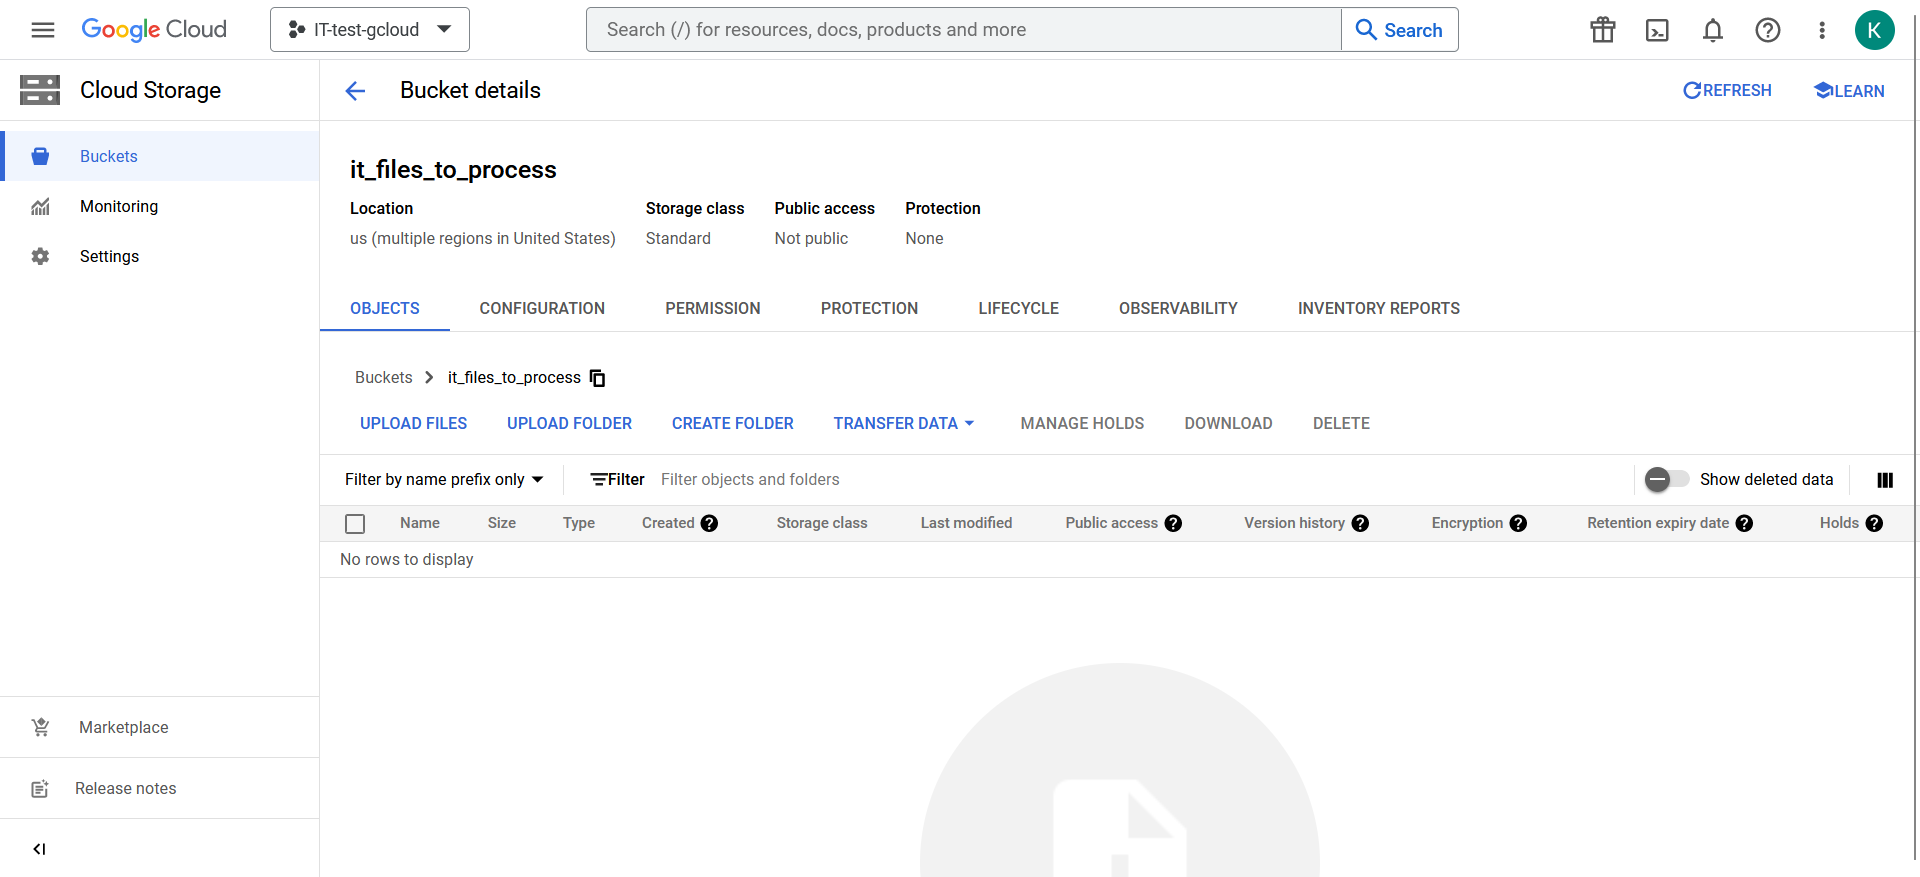 Google Cloud
IT-test-gcloud
Search (/) for resources, docs, products and more
Search
K
Cloud Storage
Bucket details
REFRESH
LEARN
Buckets
Monitoring
Settings
it_files_to_process
Location
Storage class
Public access
Protection
us (multiple regions in United States)
Standard
Not public
None
OBJECTS
CONFIGURATION
PERMISSION
PROTECTION
LIFECYCLE
OBSERVABILITY
INVENTORY REPORTS
Buckets
it_files_to_process
UPLOAD FILES
UPLOAD FOLDER
CREATE FOLDER
TRANSFER DATA
MANAGE HOLDS
DOWNLOAD
DELETE
Filter by name prefix only
Filter
Filter objects and folders
Show deleted data
Name
Size
Type
Created
Storage class
Last modified
Public access
Version history
Encryption
Retention expiry date
Holds
No rows to display
Marketplace
Release notes